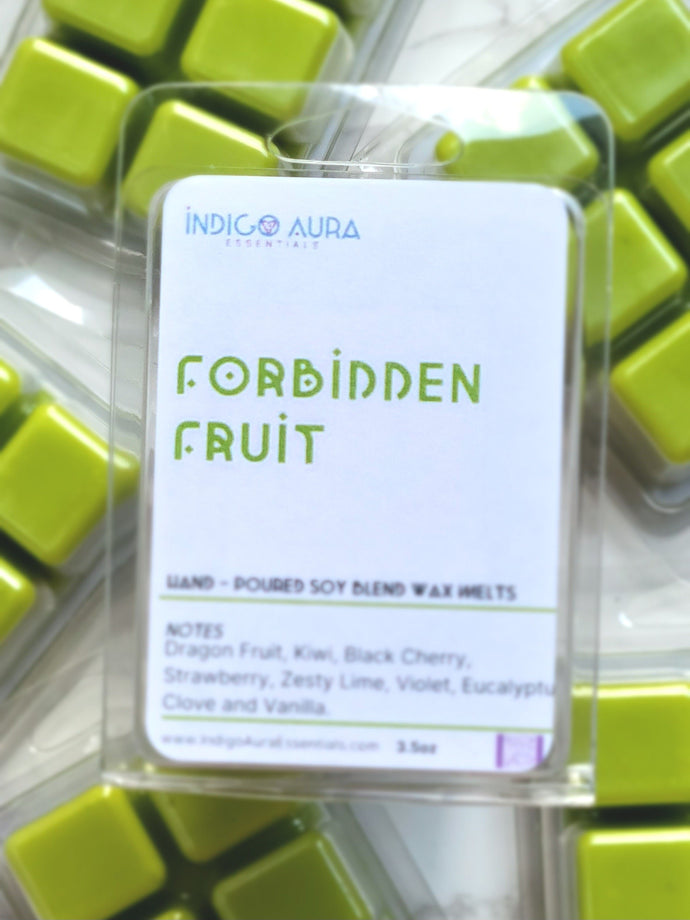 INDIGO AURA
ESSENTIALS
FORBIDDEN
FRUIT
HAND - POURED SOY BLEND WAX MELTS
NOTES
Dragon Fruit, Kiwi, Black Cherry,
Strawberry, Zesty Lime, Violet, Eucalyptu
Clove and Vanilla.
www.IndigoAuraEssentials.com 3.5oz